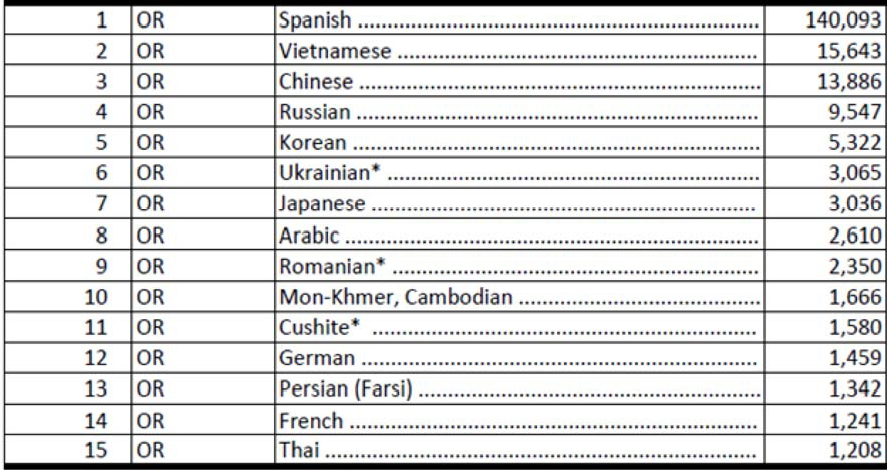 1 OR Spanish ........................................................ 140,093
2 OR Vietnamese ........................................................ 15,643
3 OR Chinese ........................................................ 13,886
4 OR Russian ........................................................ 9,547
5 OR Korean ........................................................ 5,322
6 OR Ukrainian* ........................................................ 3,065
7 OR Japanese ........................................................ 3,036
8 OR Arabic ........................................................ 2,610
9 OR Romanian* ........................................................ 2,350
10 OR Mon-Khmer, Cambodian ........................................ 1,666
11 OR Cushite* ........................................................ 1,580
12 OR German ........................................................ 1,459
13 OR Persian (Farsi) ................................................ 1,342
14 OR French ........................................................ 1,241
15 OR Thai ........................................................ 1,208